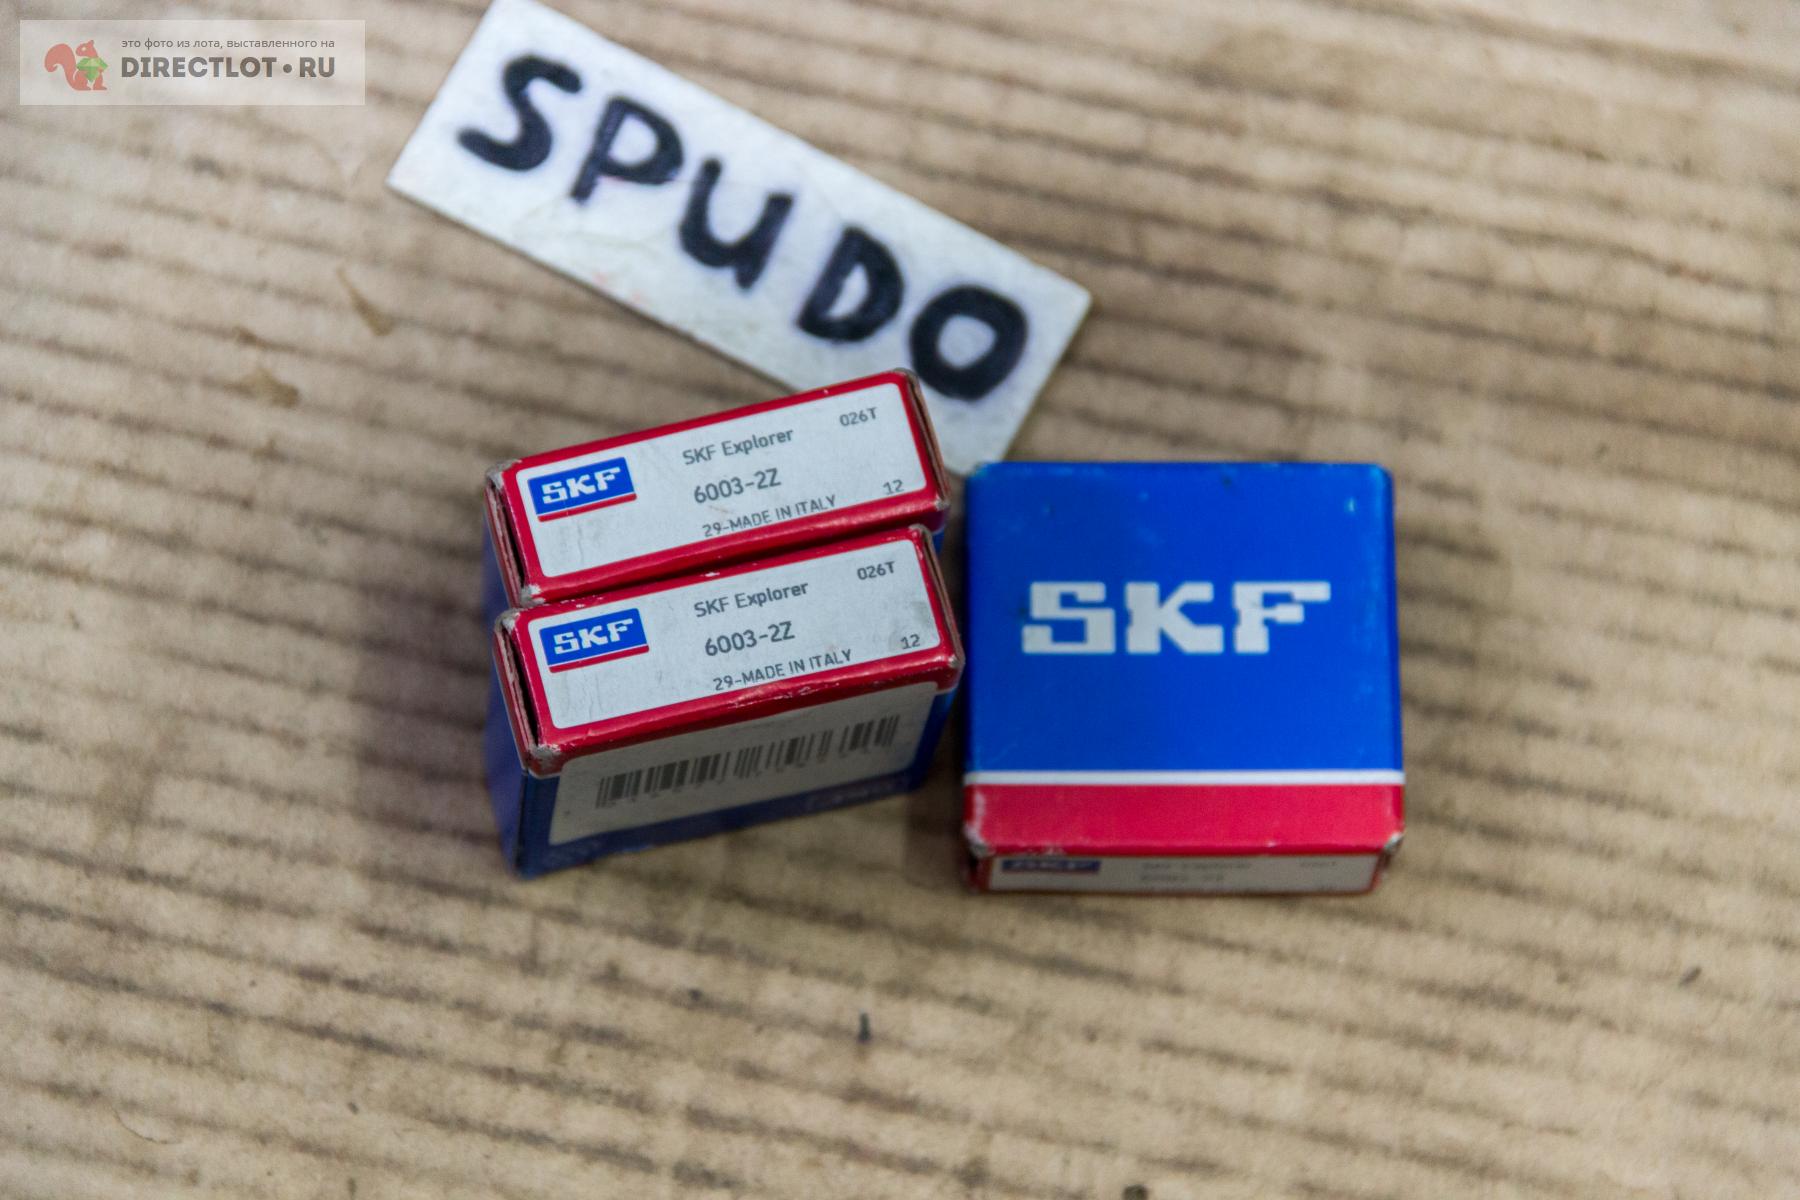 это фото из лота, выставленного на
DIRECTLOT•RU
SPUDO
SKF
SKF Explorer
026T
6003-2Z
29-MADE IN ITALY
12
SKF
SKF Explorer
026T
6003-2Z
29-MADE IN ITALY
12
SKF
SKF